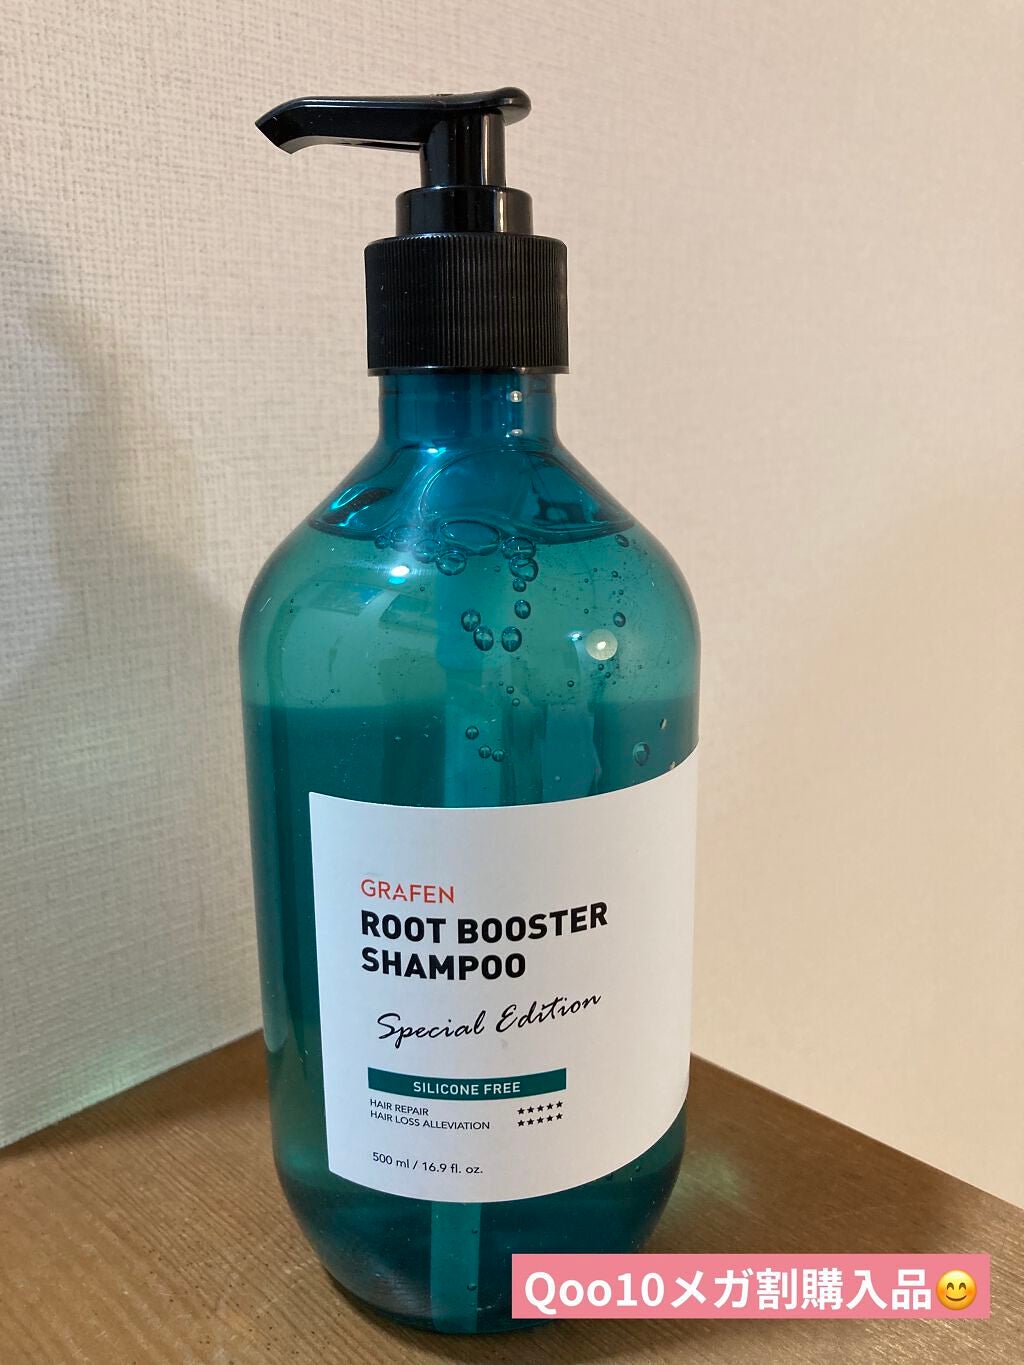 GRAFEN
ROOT BOOSTER
SHAMPOO
Special Edition
SILICONE FREE
HAIR REPAIR ★★★★★
HAIR LOSS ALLEVIATION ★★★★★
500 ml / 16.9 fl. oz.
Qoo10メガ割購入品😊